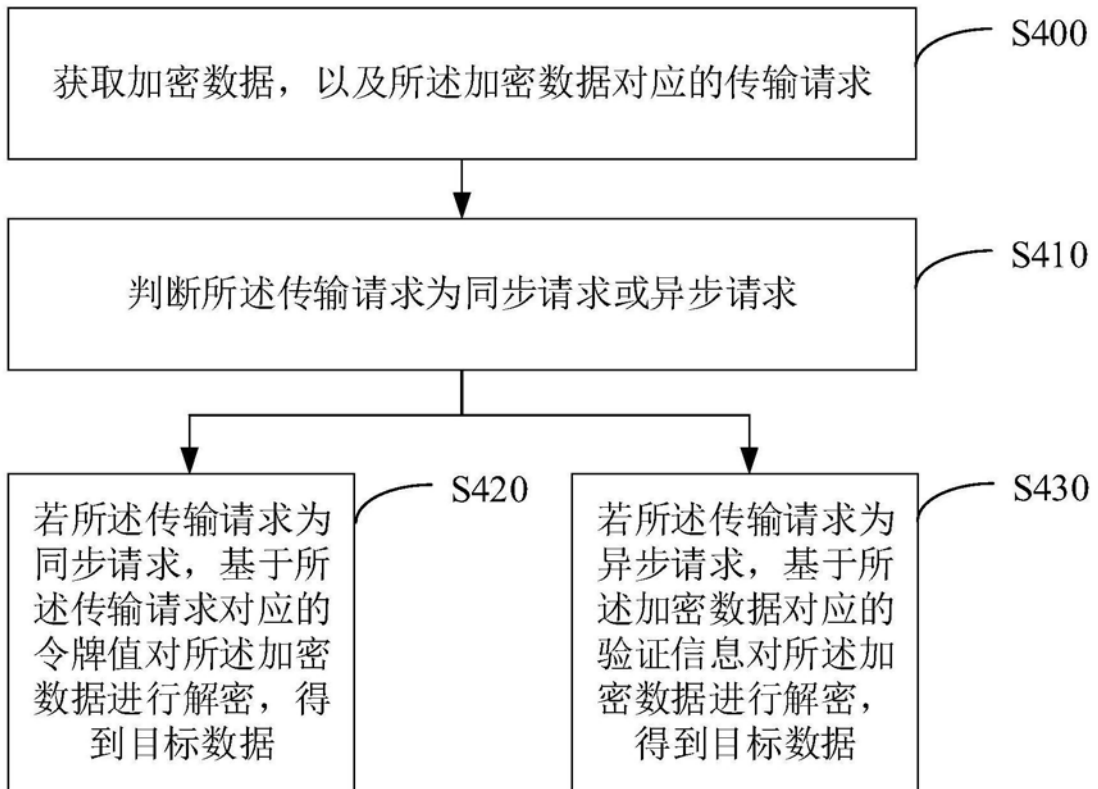 获取加密数据，以及所述加密数据对应的传输请求
S400
判断所述传输请求为同步请求或异步请求
S410
若所述传输请求为
同步请求，基于所
述传输请求对应的
令牌值对所述加密
数据进行解密，得
到目标数据
S420
若所述传输请求为
异步请求，基于所
述加密数据对应的
验证信息对所述加
密数据进行解密，
得到目标数据
S430